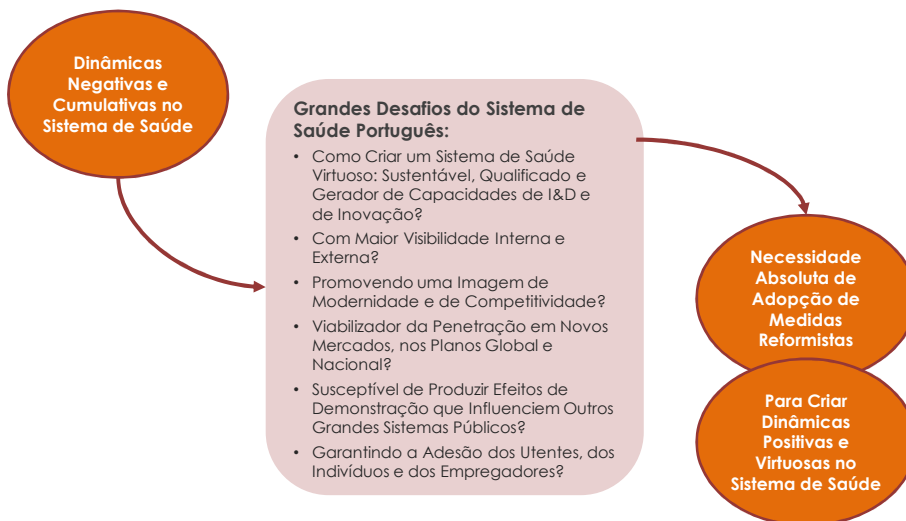 Dinâmicas
Negativas e
Cumulativas no
Sistema de Saúde
Grandes Desafios do Sistema de
Saúde Português:
• Como Criar um Sistema de Saúde
Virtuoso: Sustentável, Qualificado e
Gerador de Capacidades de I&D e
de Inovação?
• Com Maior Visibilidade Interna e
Externa?
• Promovendo uma Imagem de
Modernidade e de Competitividade?
• Viabilizador da Penetração em Novos
Mercados, nos Planos Global e
Nacional?
• Susceptível de Produzir Efeitos de
Demonstração que Influenciem Outros
Grandes Sistemas Públicos?
• Garantindo a Adesão dos Utentes, dos
Indivíduos e dos Empregadores?
Necessidade
Absoluta de
Adopção de
Medidas
Reformistas
Para Criar
Dinâmicas
Positivas e
Virtuosas no
Sistema de Saúde